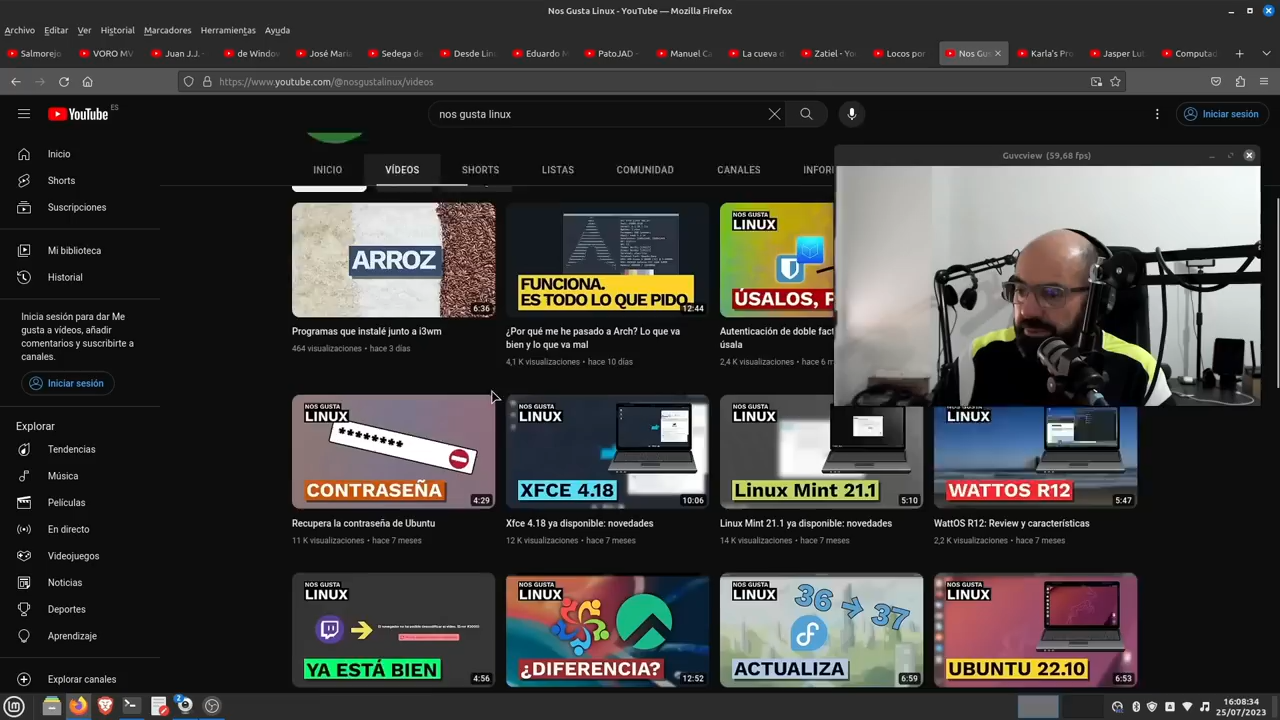 Nos Gusta Linux - YouTube — Mozilla Firefox
Archivo Editar Ver Historial Marcadores Herramientas Ayuda
Salmorejo VORO MV Juan J.J. - de Window José María Sedega de Desde Linu Eduardo M PatoJAD - Manuel Ca La cueva d Zatiel - Yo Locos por Nos Gus Karla's Pro Jasper Lu Computad
https://www.youtube.com/@nosgustalinux/videos
YouTube ES
nos gusta linux
Iniciar sesión
Inicio
Shorts
Suscripciones
Mi biblioteca
Historial
Inicia sesión para dar Me
gusta a vídeos, añadir
comentarios y suscribirte a
canales.
Iniciar sesión
Explorar
Tendencias
Música
Películas
En directo
Videojuegos
Noticias
Deportes
Aprendizaje
Explorar canales
INICIO VÍDEOS SHORTS LISTAS COMUNIDAD CANALES INFOR
Guvcview (59,68 fps)
ARROZ
6:36
Programas que instalé junto a i3wm
464 visualizaciones • hace 3 días
FUNCIONA.
ES TODO LO QUE PIDO
12:44
¿Por qué me he pasado a Arch? Lo que va
bien y lo que va mal
4,1 K visualizaciones • hace 10 días
NOS GUSTA
LINUX
ÚSALOS, P
Autenticación de doble fact
úsala
2,4 K visualizaciones • hace 6 m
NOS GUSTA
LINUX
********
CONTRASEÑA
4:29
Recupera la contraseña de Ubuntu
11 K visualizaciones • hace 7 meses
NOS GUSTA
LINUX
XFCE 4.18
10:06
Xfce 4.18 ya disponible: novedades
12 K visualizaciones • hace 7 meses
NOS GUSTA
LINUX
Linux Mint 21.1
5:10
Linux Mint 21.1 ya disponible: novedades
14 K visualizaciones • hace 7 meses
NOS GUSTA
LINUX
WATTOS R12
5:47
WattOS R12: Review y características
2,2 K visualizaciones • hace 7 meses
NOS GUSTA
LINUX
YA ESTÁ BIEN
4:56
NOS GUSTA
LINUX
¿DIFERENCIA?
12:52
NOS GUSTA
LINUX
36 → 37
ACTUALIZA
6:59
NOS GUSTA
LINUX
UBUNTU 22.10
6:53
2
16:08:34
25/07/2023